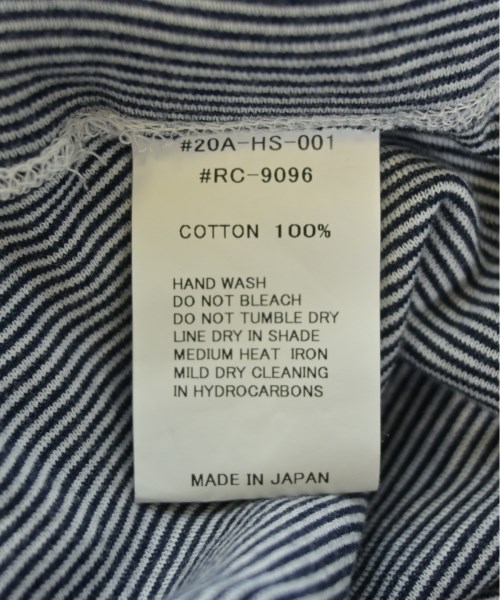 #20A-HS-001
#RC-9096
COTTON 100%
HAND WASH
DO NOT BLEACH
DO NOT TUMBLE DRY
LINE DRY IN SHADE
MEDIUM HEAT IRON
MILD DRY CLEANING
IN HYDROCARBONS
MADE IN JAPAN